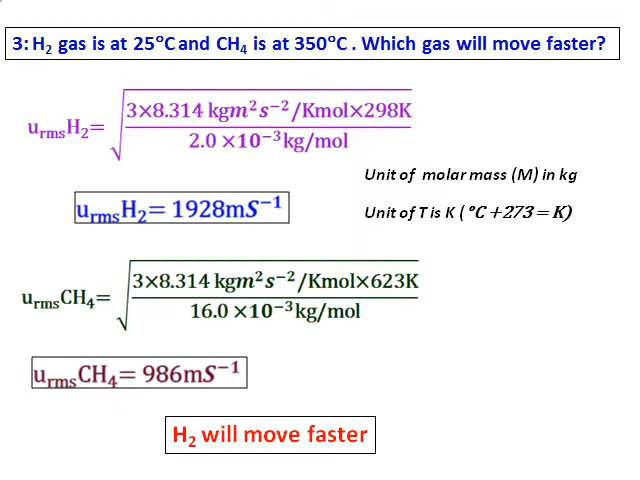 3: H₂ gas is at 25°C and CH₄ is at 350°C . Which gas will move faster?
uᵣₘₛH₂= √(3×8.314 kgm²s⁻²/Kmol×298K / 2.0 ×10⁻³kg/mol)
Unit of molar mass (M) in kg
uᵣₘₛH₂= 1928mS⁻¹
Unit of T is K ( °C +273 = K)
uᵣₘₛCH₄= √(3×8.314 kgm²s⁻²/Kmol×623K / 16.0 ×10⁻³kg/mol)
uᵣₘₛCH₄= 986mS⁻¹
H₂ will move faster